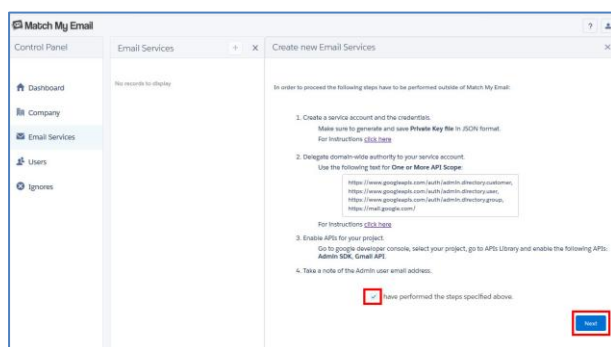 Match My Email
?
Control Panel
Email Services
+
X
Create new Email Services
X
No records to display
Dashboard
Company
Email Services
Users
Ignores
In order to proceed the following steps have to be performed outside of Match My Email:
1. Create a service account and the credentials.
Make sure to generate and save Private Key file in JSON format.
For Instructions click here
2. Delegate domain-wide authority to your service account.
Use the following text for One or More API Scope:
https://www.googleapis.com/auth/admin.directory.customer,
https://www.googleapis.com/auth/admin.directory.user,
https://www.googleapis.com/auth/admin.directory.group,
https://mail.google.com/
For Instructions click here
3. Enable APIs for your project.
Go to google developer console, select your project, go to APIs Library and enable the following APIs:
Admin SDK, Gmail API.
4. Take a note of the Admin user email address.
have performed the steps specified above.
Next